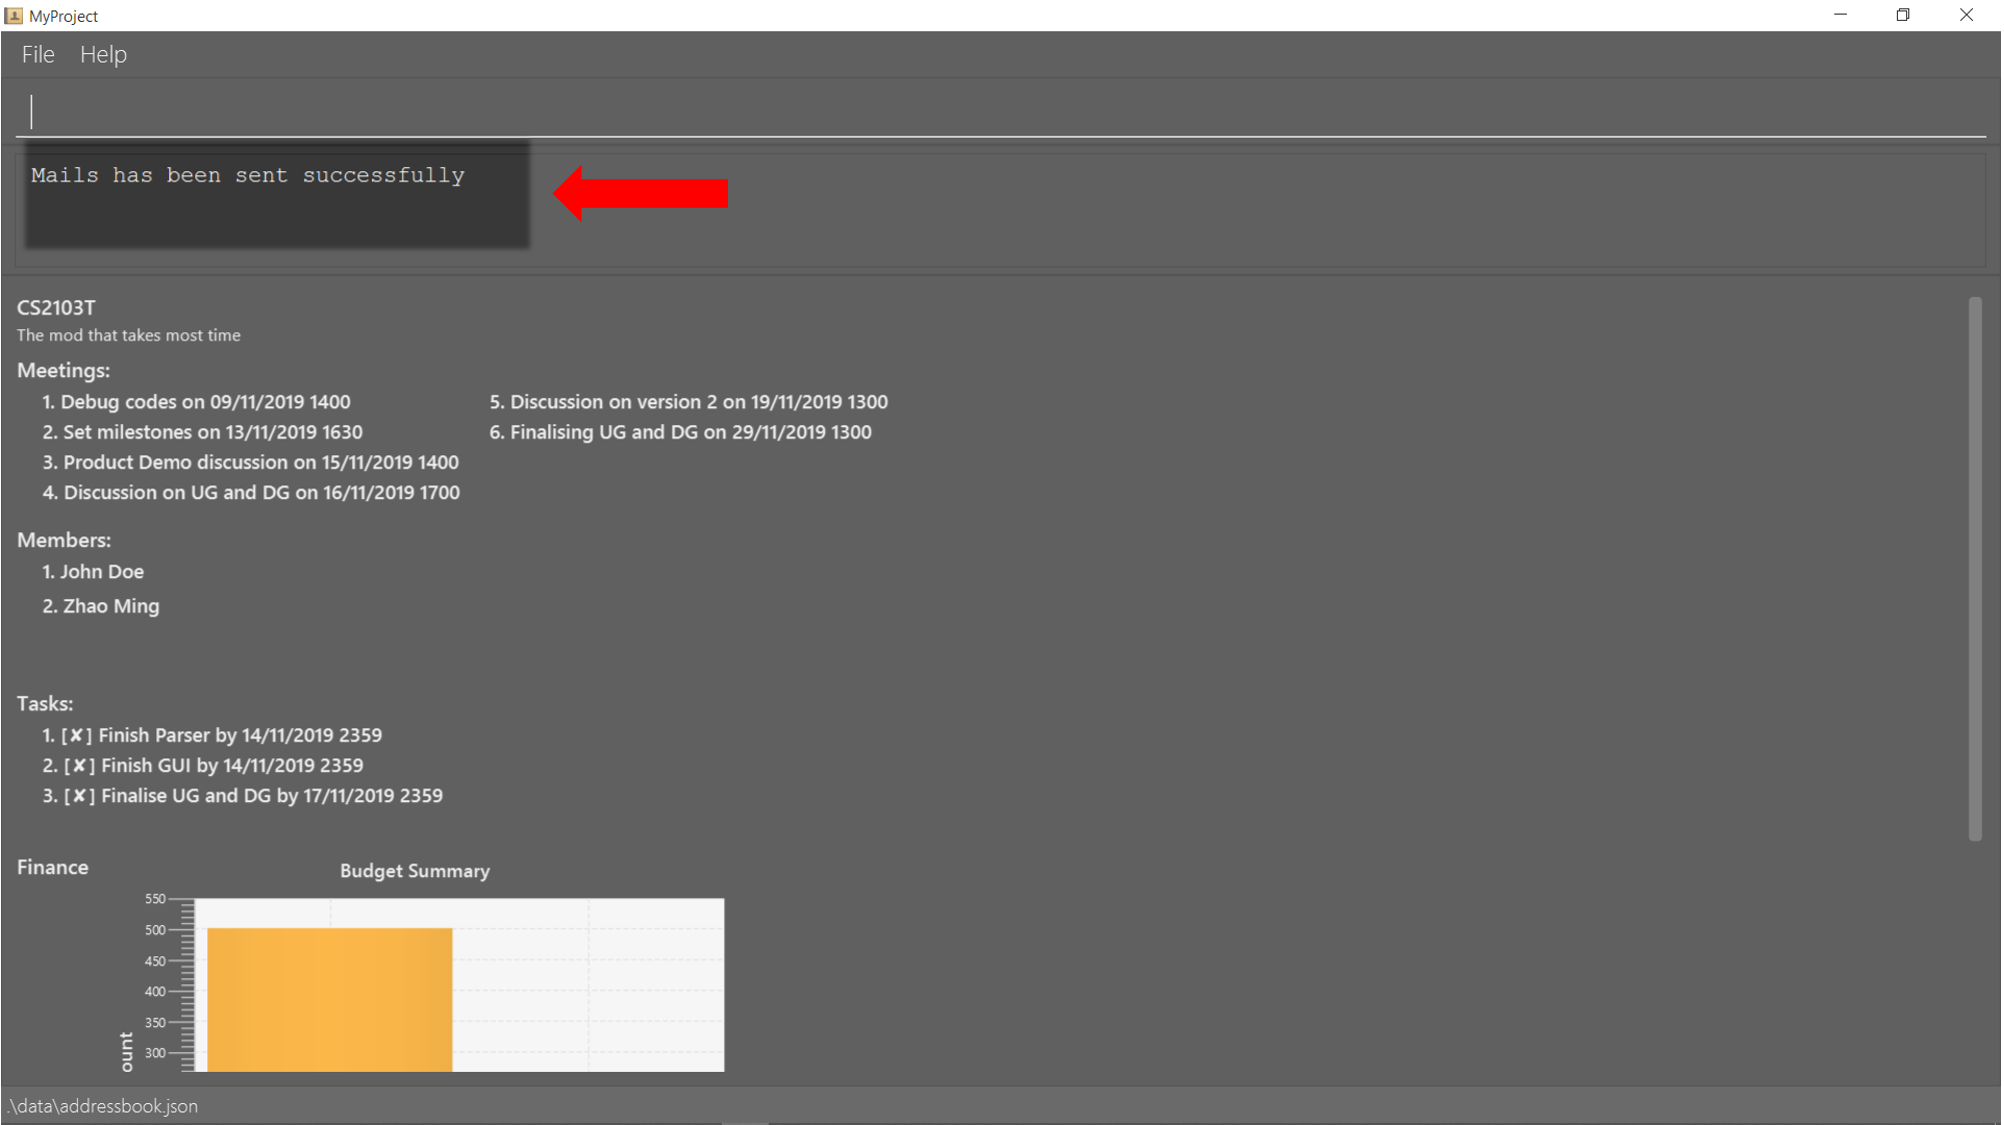 MyProject
File Help
Mails has been sent successfully
CS2103T
The mod that takes most time
Meetings:
1. Debug codes on 09/11/2019 1400
2. Set milestones on 13/11/2019 1630
3. Product Demo discussion on 15/11/2019 1400
4. Discussion on UG and DG on 16/11/2019 1700
5. Discussion on version 2 on 19/11/2019 1300
6. Finalising UG and DG on 29/11/2019 1300
Members:
1. John Doe
2. Zhao Ming
Tasks:
1. [✘] Finish Parser by 14/11/2019 2359
2. [✘] Finish GUI by 14/11/2019 2359
3. [✘] Finalise UG and DG by 17/11/2019 2359
Finance
Budget Summary
550
500
450
400
350
300
ount
.\data\addressbook.json